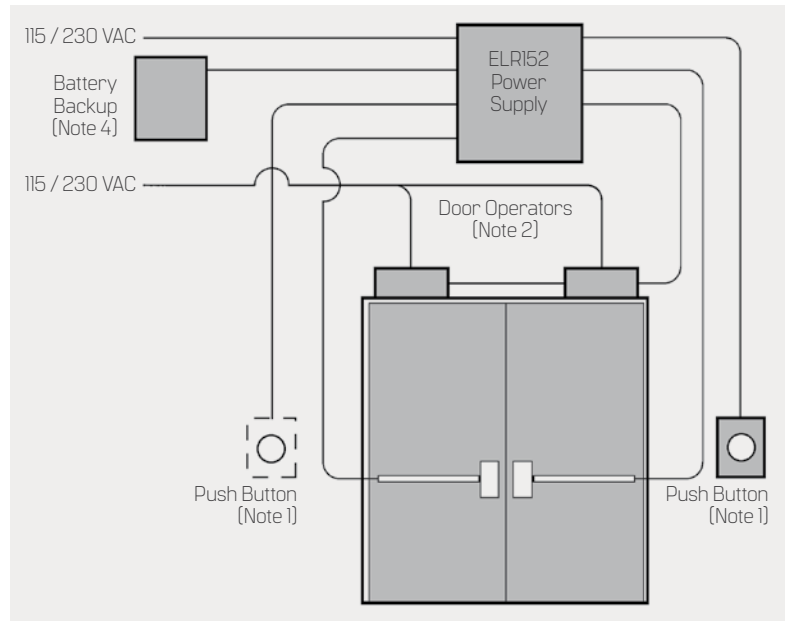 115 / 230 VAC
Battery
Backup
(Note 4)
ELR152
Power
Supply
115 / 230 VAC
Door Operators
(Note 2)
Push Button
(Note 1)
Push Button
(Note 1)